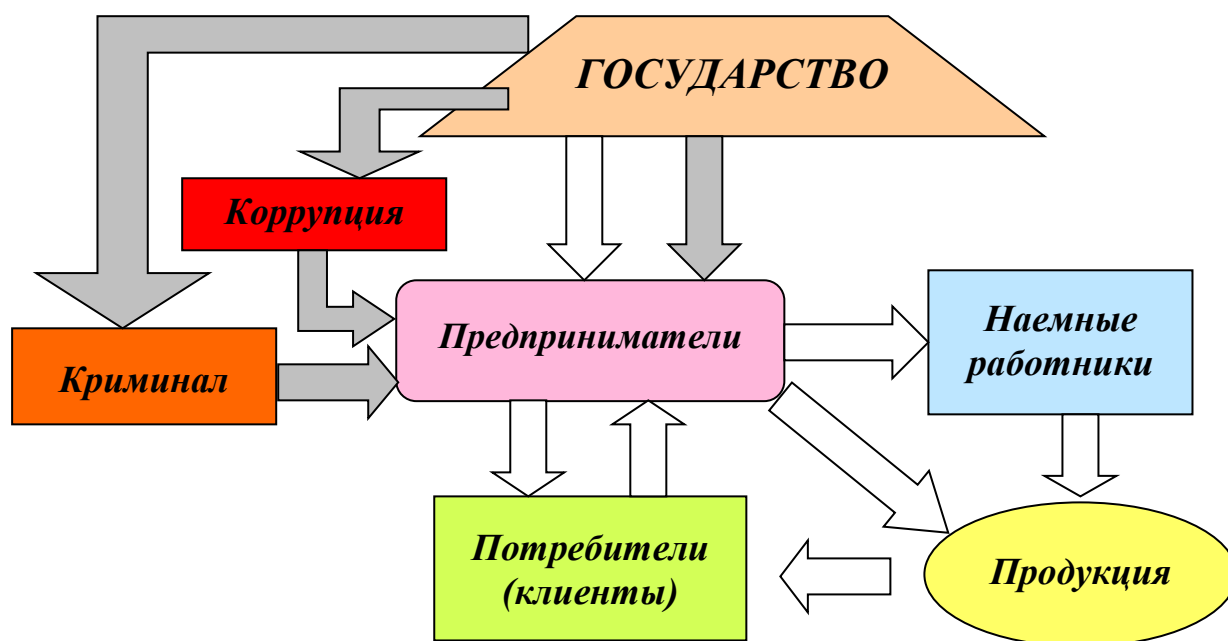 ГОСУДАРСТВО
Коррупция
Предприниматели
Наемные
работники
Криминал
Потребители
(клиенты)
Продукция